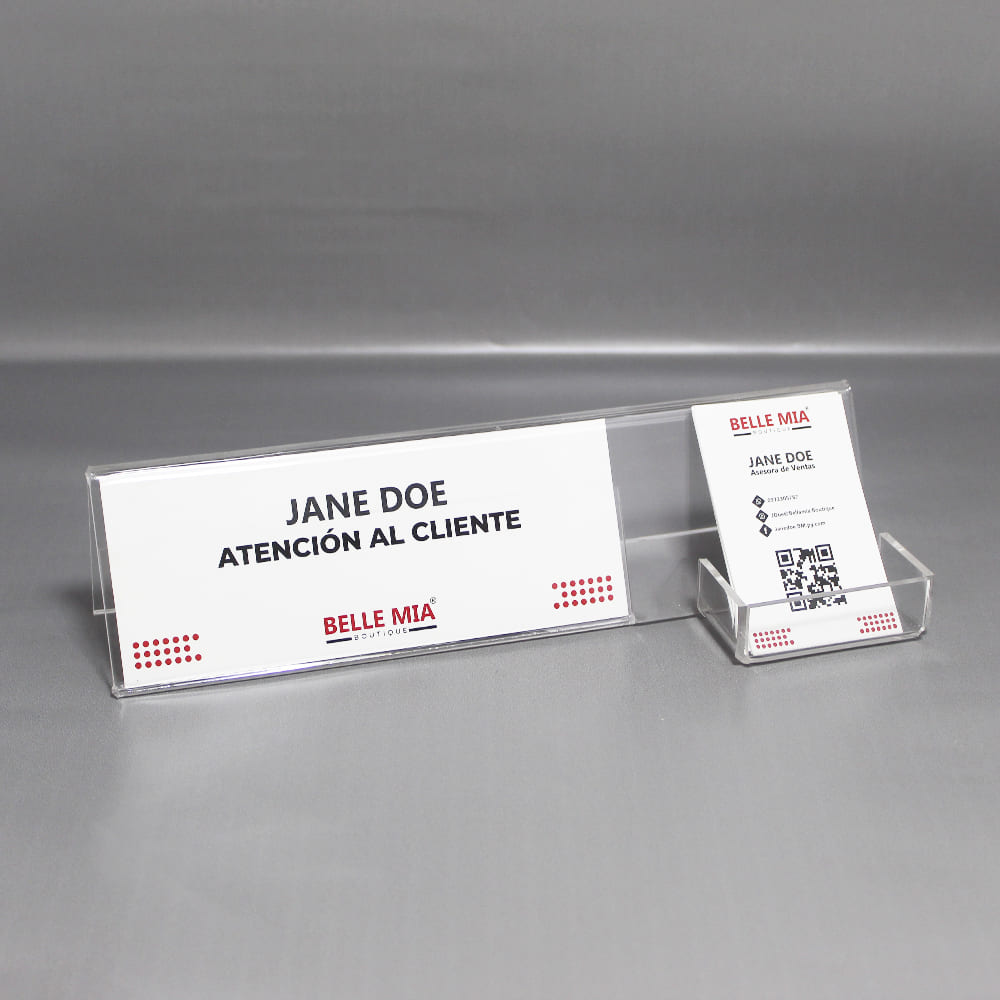 JANE DOE
ATENCIÓN AL CLIENTE
BELLE MIA®
BOUTIQUE
BELLE MIA
BOUTIQUE
JANE DOE
Asesora de Ventas